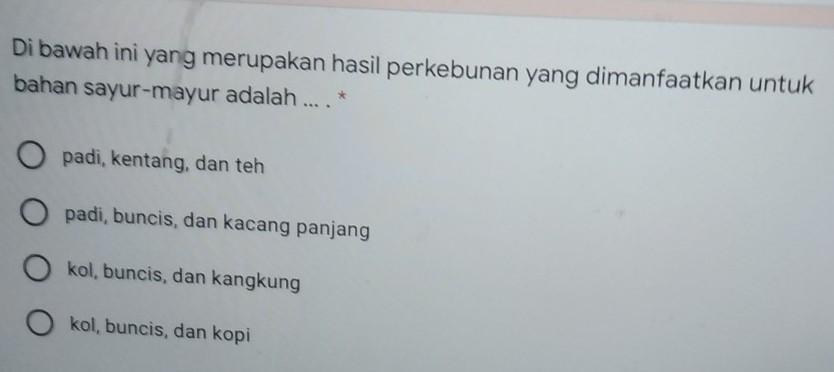 Di bawah ini yang merupakan hasil perkebunan yang dimanfaatkan untuk
bahan sayur-mayur adalah ... . *
padi, kentang, dan teh
padi, buncis, dan kacang panjang
kol, buncis, dan kangkung
kol, buncis, dan kopi